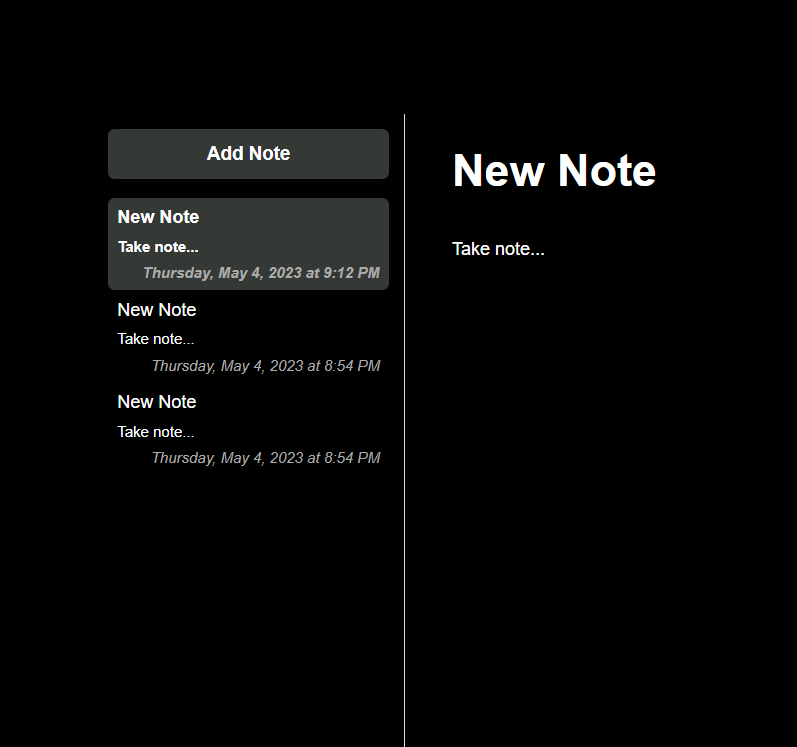 Add Note
New Note
Take note...
Thursday, May 4, 2023 at 9:12 PM
New Note
Take note...
Thursday, May 4, 2023 at 8:54 PM
New Note
Take note...
Thursday, May 4, 2023 at 8:54 PM
New Note
Take note...